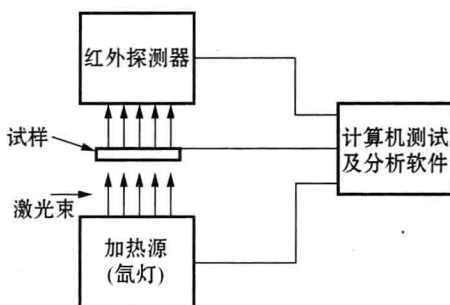 红外探测器
试样
计算机测试
及分析软件
激光束
加热源
(氙灯)